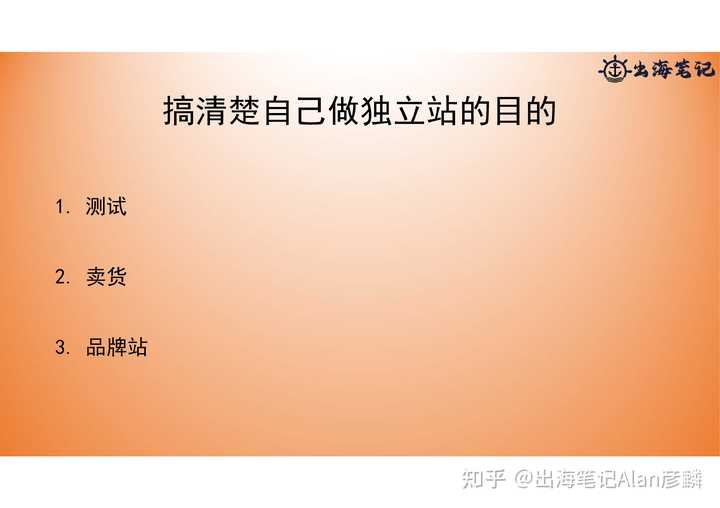 出海笔记
搞清楚自己做独立站的目的
1. 测试
2. 卖货
3. 品牌站
知乎 @出海笔记Alan彦麟